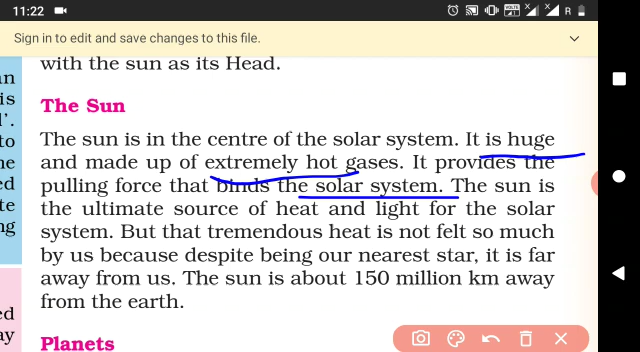 11:22
VOLTE
R
Sign in to edit and save changes to this file.
with the sun as its Head.
The Sun
The sun is in the centre of the solar system. It is huge
and made up of extremely hot gases. It provides the
pulling force that binds the solar system. The sun is
the ultimate source of heat and light for the solar
system. But that tremendous heat is not felt so much
by us because despite being our nearest star, it is far
away from us. The sun is about 150 million km away
from the earth.
Planets